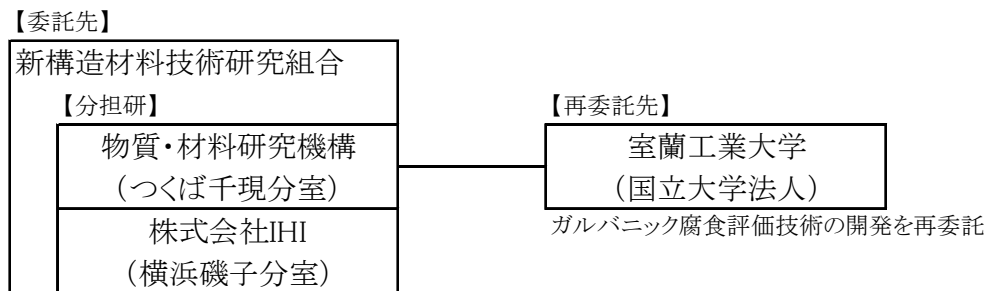 【委託先】
新構造材料技術研究組合
【分担研】
【再委託先】
物質・材料研究機構
（つくば千現分室）
室蘭工業大学
（国立大学法人）
株式会社IHI
（横浜磯子分室）
ガルバニック腐食評価技術の開発を再委託